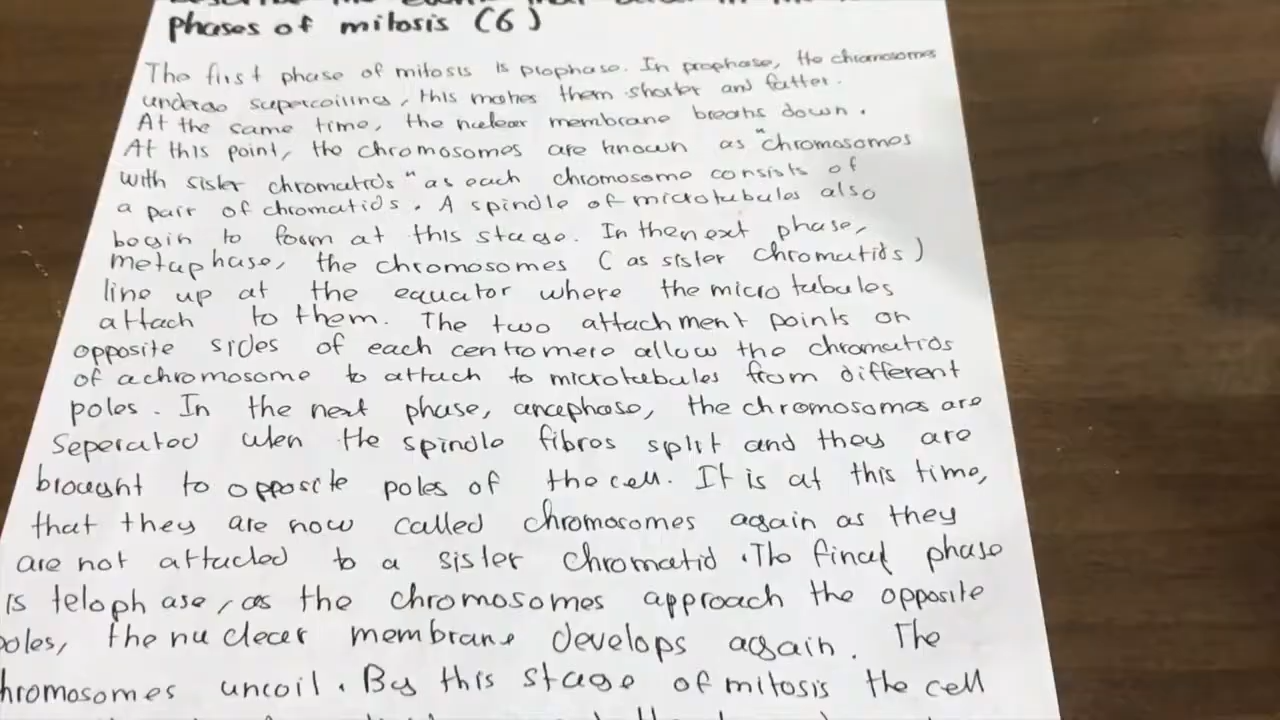 phases of mitosis (6)
The first phase of mitosis is prophase. In prophase, the chromosomes
undergo supercoiling, this makes them shorter and fatter.
At the same time, the nuclear membrane breaks down.
At this point, the chromosomes are known as "chromosomes
with sister chromatids" as each chromosome consists of
a pair of chromatids. A spindle of microtubules also
begin to form at this stage. In the next phase,
metaphase, the chromosomes (as sister chromatids)
line up at the equator where the microtubules
attach to them. The two attachment points on
opposite sides of each centromere allow the chromatids
of a chromosome to attach to microtubules from different
poles. In the next phase, anaphase, the chromosomes are
seperated when the spindle fibres split and they are
brought to opposite poles of the cell. It is at this time,
that they are now called chromosomes again as they
are not attached to a sister chromatid. The final phase
is telophase, as the chromosomes approach the opposite
poles, the nuclear membrane develops again. The
hromosomes uncoil. By this stage of mitosis the cell